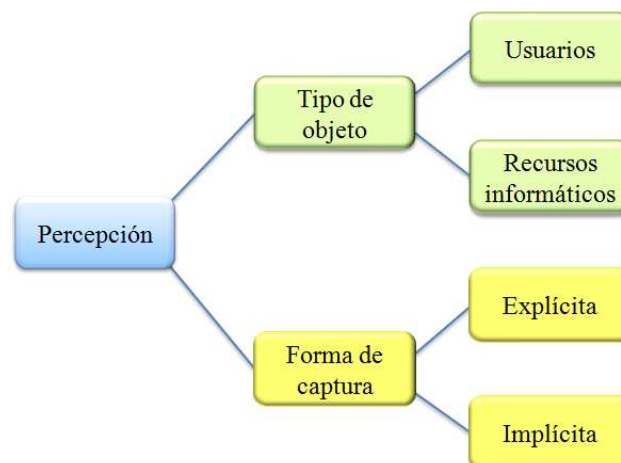 Percepción
Tipo de
objeto
Usuarios
Recursos
informáticos
Forma de
captura
Explícita
Implícita